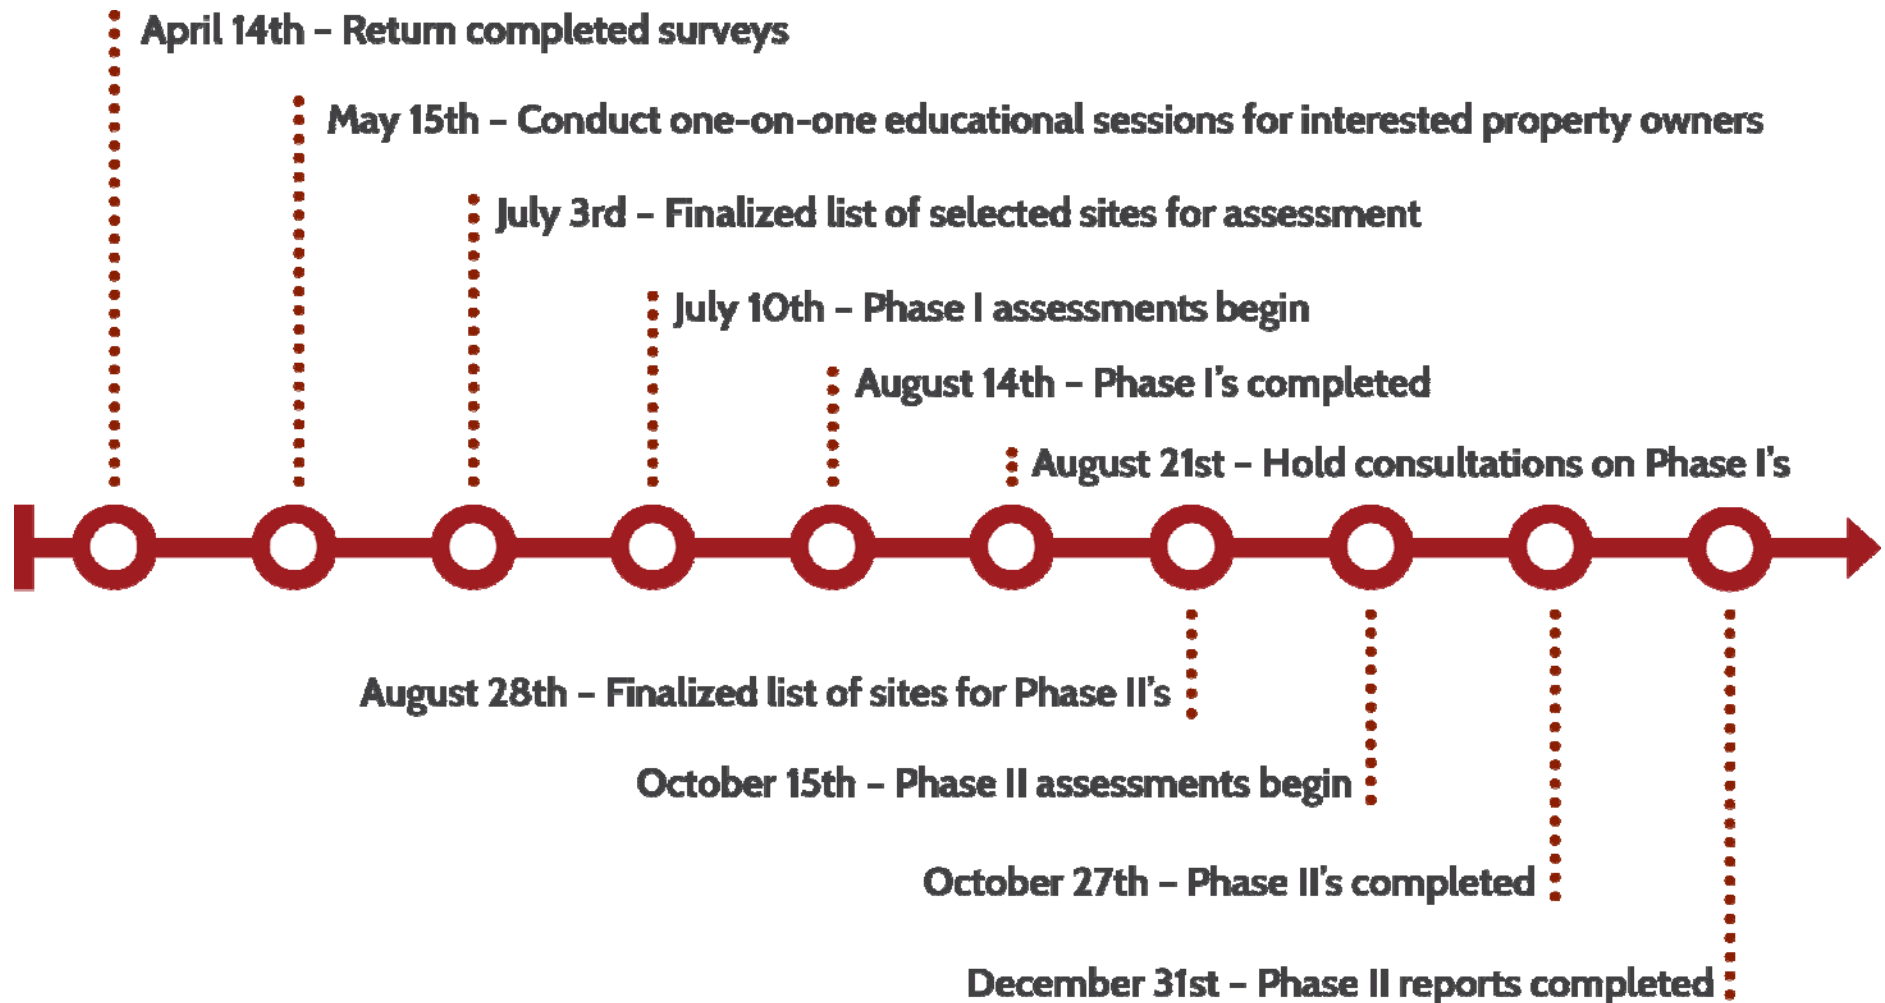 April 14th – Return completed surveys
May 15th – Conduct one-on-one educational sessions for interested property owners
July 3rd – Finalized list of selected sites for assessment
July 10th – Phase I assessments begin
August 14th – Phase I's completed
August 21st – Hold consultations on Phase I's
August 28th – Finalized list of sites for Phase II's
October 15th – Phase II assessments begin
October 27th – Phase II's completed
December 31st – Phase II reports completed